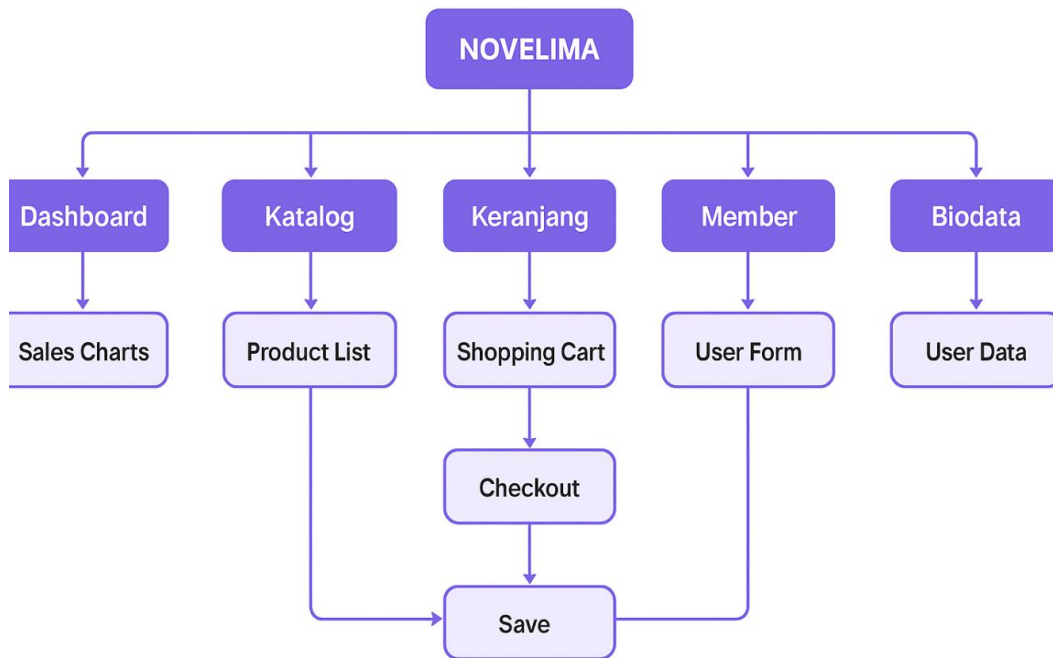 NOVELIMA
Dashboard
Katalog
Keranjang
Member
Biodata
Sales Charts
Product List
Shopping Cart
User Form
User Data
Checkout
Save